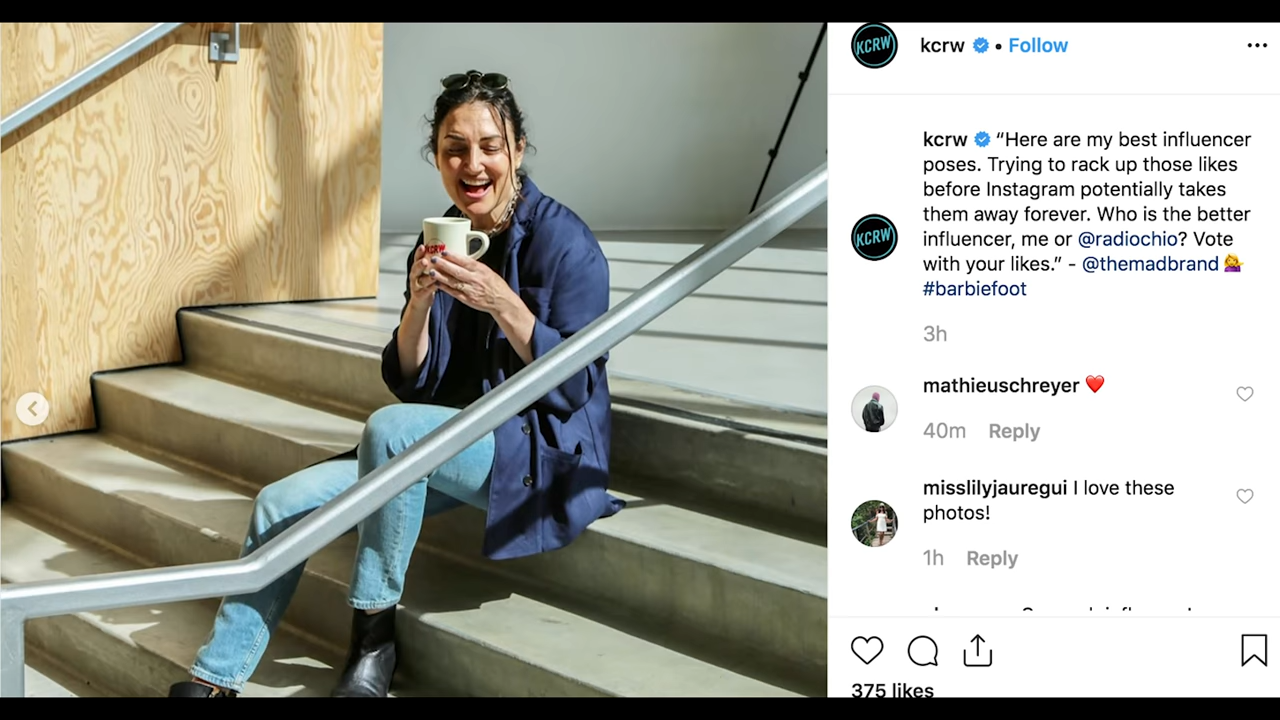 KCRW
kcrw • Follow
KCRW
kcrw "Here are my best influencer
poses. Trying to rack up those likes
before Instagram potentially takes
them away forever. Who is the better
influencer, me or @radiochio? Vote
with your likes." - @themadbrand
#barbiefoot
3h
mathieuschreyer
40m Reply
misslilyjauregui I love these
photos!
1h Reply
375 likes
KCRW